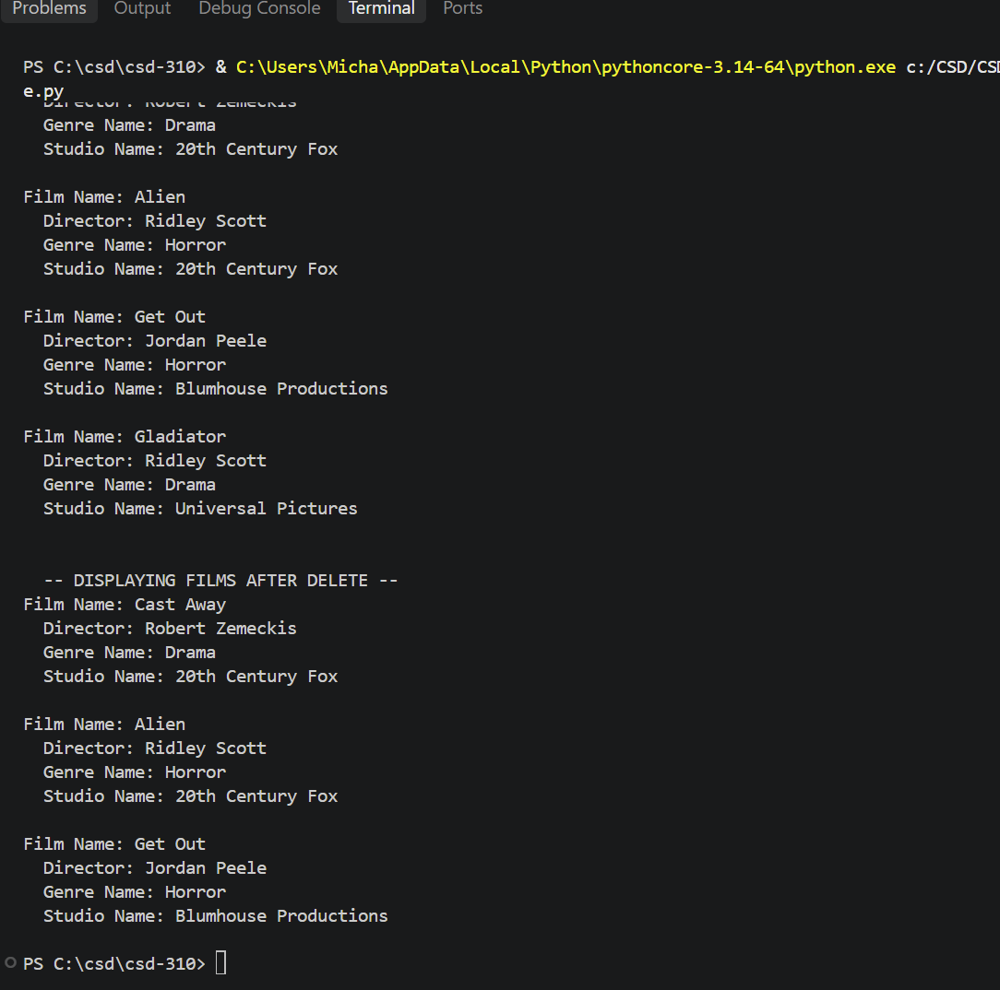 Problems Output Debug Console Terminal Ports
PS C:\csd\csd-310> & C:\Users\Micha\AppData\Local\Python\pythoncore-3.14-64\python.exe c:/CSD/CSD
e.py
Director: Robert Zemeckis
Genre Name: Drama
Studio Name: 20th Century Fox
Film Name: Alien
Director: Ridley Scott
Genre Name: Horror
Studio Name: 20th Century Fox
Film Name: Get Out
Director: Jordan Peele
Genre Name: Horror
Studio Name: Blumhouse Productions
Film Name: Gladiator
Director: Ridley Scott
Genre Name: Drama
Studio Name: Universal Pictures
-- DISPLAYING FILMS AFTER DELETE --
Film Name: Cast Away
Director: Robert Zemeckis
Genre Name: Drama
Studio Name: 20th Century Fox
Film Name: Alien
Director: Ridley Scott
Genre Name: Horror
Studio Name: 20th Century Fox
Film Name: Get Out
Director: Jordan Peele
Genre Name: Horror
Studio Name: Blumhouse Productions
PS C:\csd\csd-310>